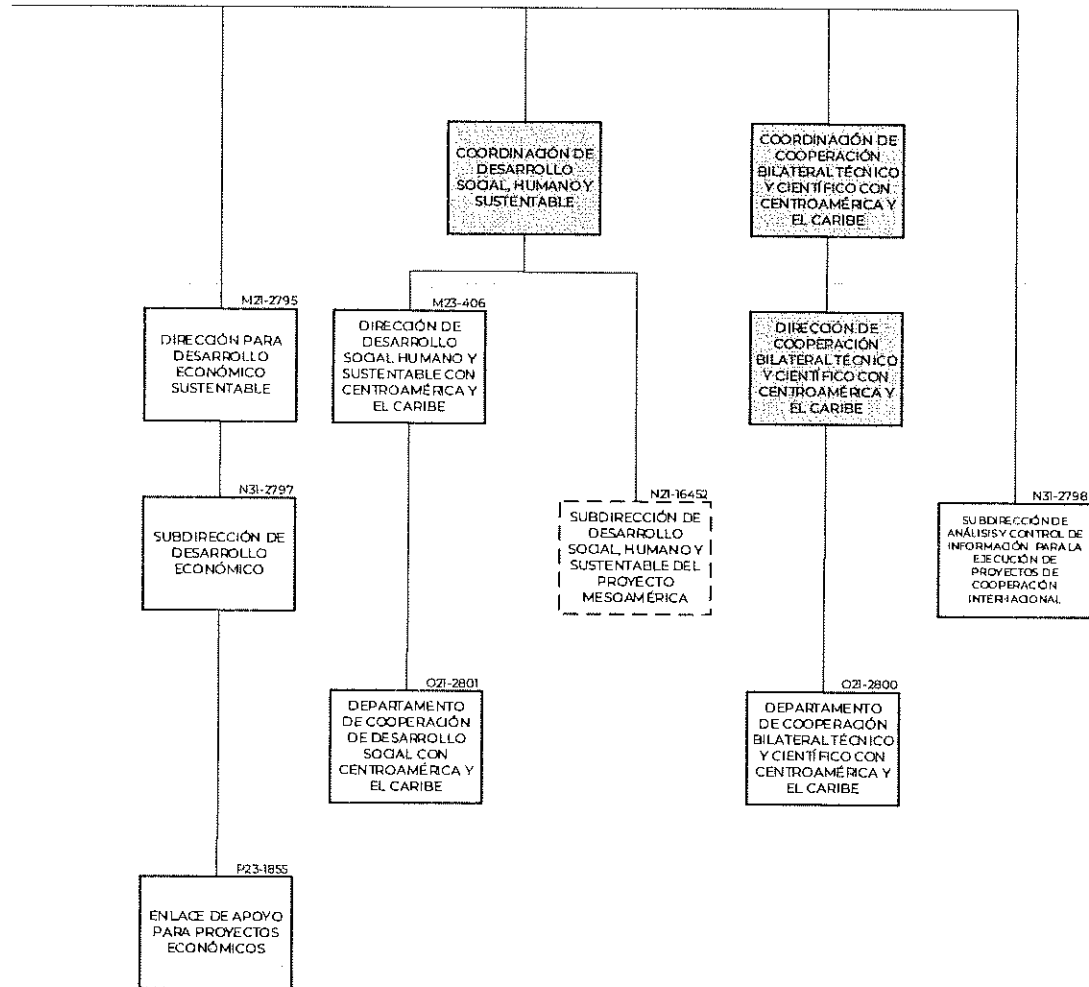 COORDINACIÓN DE
DESARROLLO
SOCIAL, HUMANO Y
SUSTENTABLE
COORDINACIÓN DE
COOPERACIÓN
BILATERAL TÉCNICO
Y CIENTÍFICO CON
CENTROAMÉRICA Y
EL CARIBE
M21-2795
DIRECCIÓN PARA
DESARROLLO
ECONÓMICO
SUSTENTABLE
M23-406
DIRECCIÓN DE
DESARROLLO
SOCIAL, HUMANO Y
SUSTENTABLE CON
CENTROAMÉRICA Y
EL CARIBE
DIRECCIÓN DE
COOPERACIÓN
BILATERAL TÉCNICO
Y CIENTÍFICO CON
CENTROAMÉRICA Y
EL CARIBE
N31-2797
SUBDIRECCIÓN DE
DESARROLLO
ECONÓMICO
N21-16452
SUBDIRECCIÓN DE
DESARROLLO
SOCIAL, HUMANO Y
SUSTENTABLE DEL
PROYECTO
MESOAMÉRICA
N31-2798
SUBDIRECCIÓN DE
ANÁLISIS Y CONTROL DE
INFORMACIÓN PARA LA
EJECUCIÓN DE
PROYECTOS DE
COOPERACIÓN
INTERNACIONAL
O21-2801
DEPARTAMENTO
DE COOPERACIÓN
DE DESARROLLO
SOCIAL CON
CENTROAMÉRICA Y
EL CARIBE
O21-2800
DEPARTAMENTO
DE COOPERACIÓN
BILATERAL TÉCNICO
Y CIENTÍFICO CON
CENTROAMÉRICA Y
EL CARIBE
P23-1855
ENLACE DE APOYO
PARA PROYECTOS
ECONÓMICOS